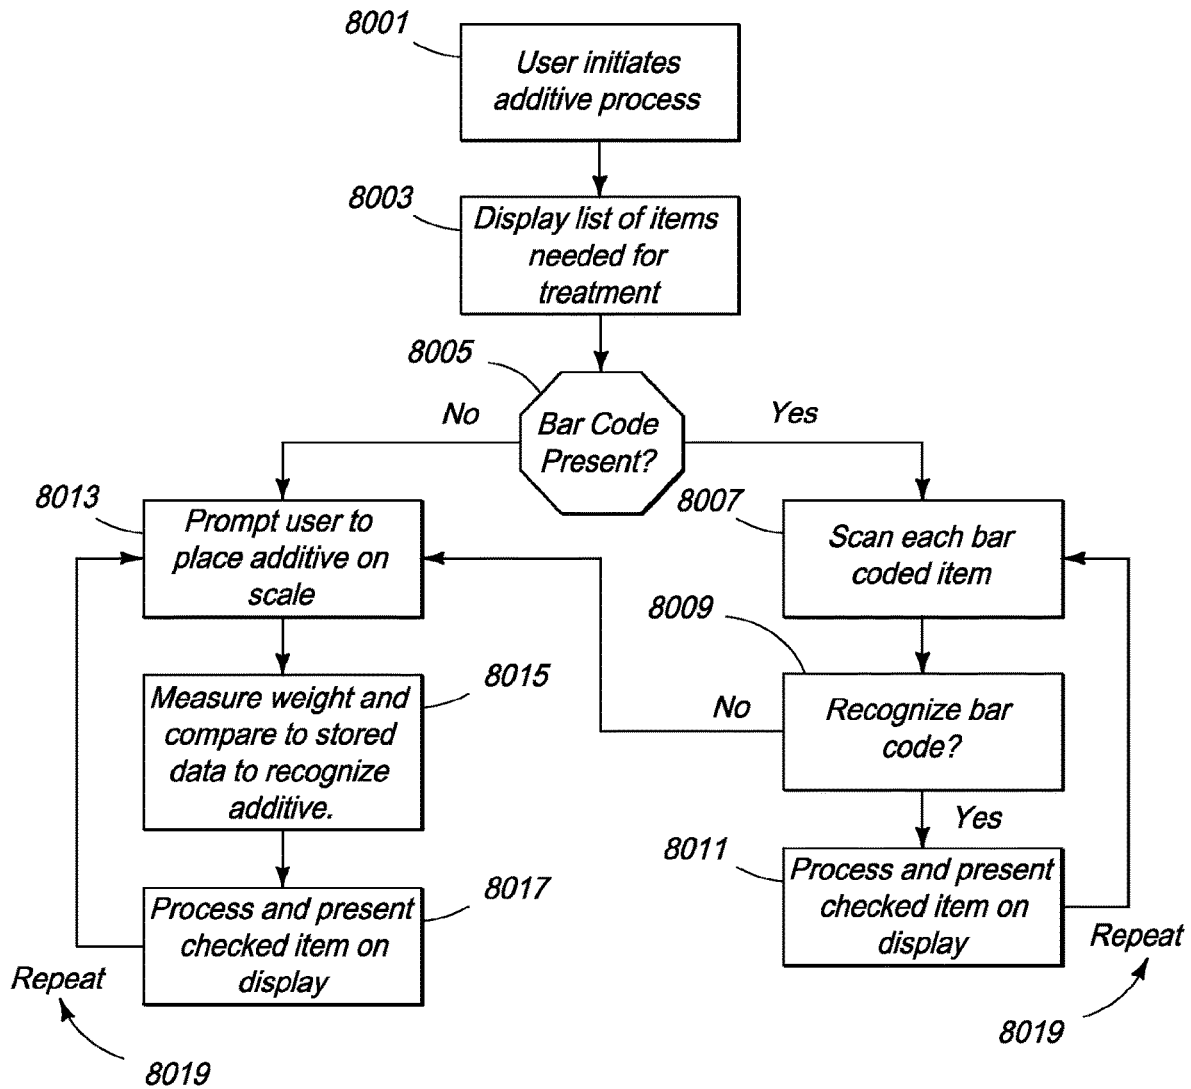 8001
User initiates
additive process
8003
Display list of items
needed for
treatment
8005
Bar Code
Present?
No
Yes
8013
Prompt user to
place additive on
scale
8007
Scan each bar
coded item
8009
Recognize bar
code?
No
Yes
8015
Measure weight and
compare to stored
data to recognize
additive.
8011
Process and present
checked item on
display
Repeat
8019
8017
Process and present
checked item on
display
Repeat
8019